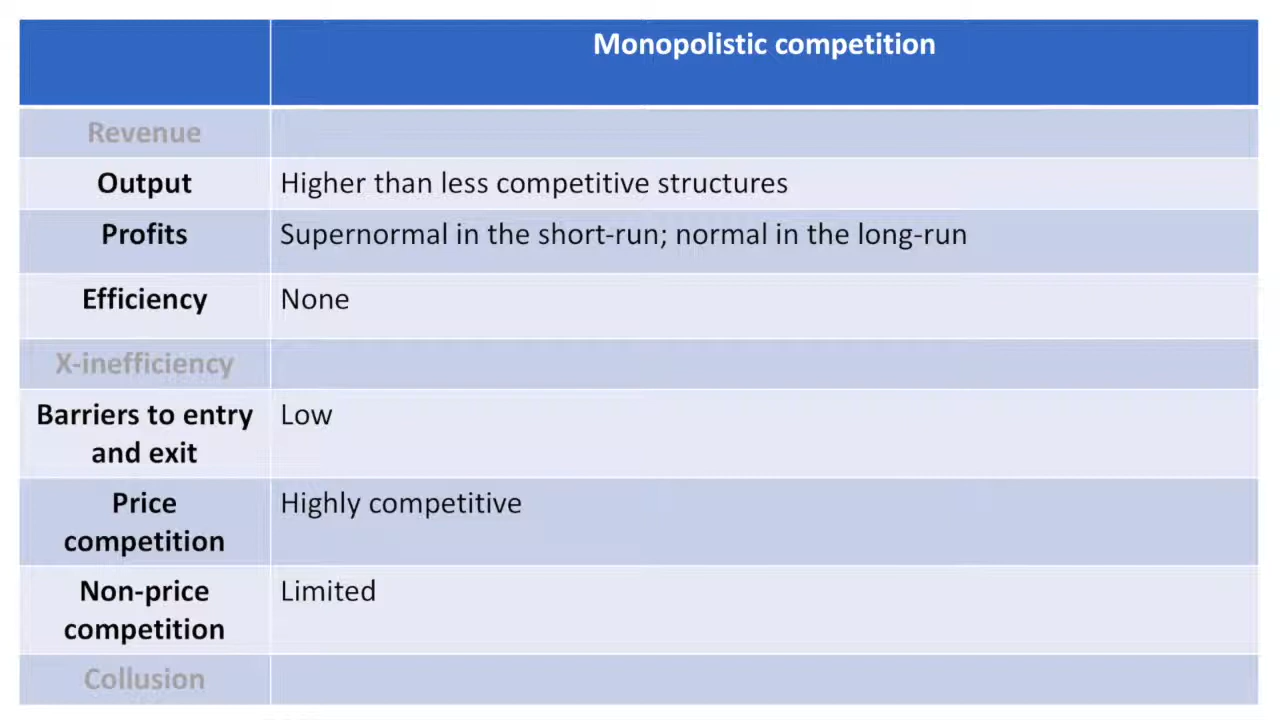 Monopolistic competition
Revenue
Output
Higher than less competitive structures
Profits
Supernormal in the short-run; normal in the long-run
Efficiency
None
X-inefficiency
Barriers to entry
and exit
Low
Price
competition
Highly competitive
Non-price
competition
Limited
Collusion